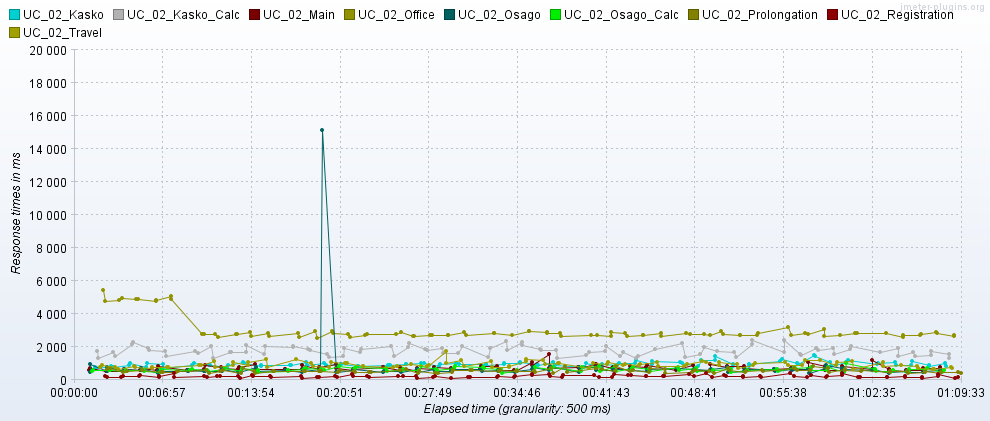 UC_02_Kasko UC_02_Kasko_Calc UC_02_Main UC_02_Office UC_02_Osago UC_02_Osago_Calc UC_02_Prolongation UC_02_Registration
jmeter-plugins.org
UC_02_Travel
20 000
18 000
16 000
14 000
12 000
10 000
8 000
6 000
4 000
2 000
0
Response times in ms
00:00:00 00:06:57 00:13:54 00:20:51 00:27:49 00:34:46 00:41:43 00:48:41 00:55:38 01:02:35 01:09:33
Elapsed time (granularity: 500 ms)